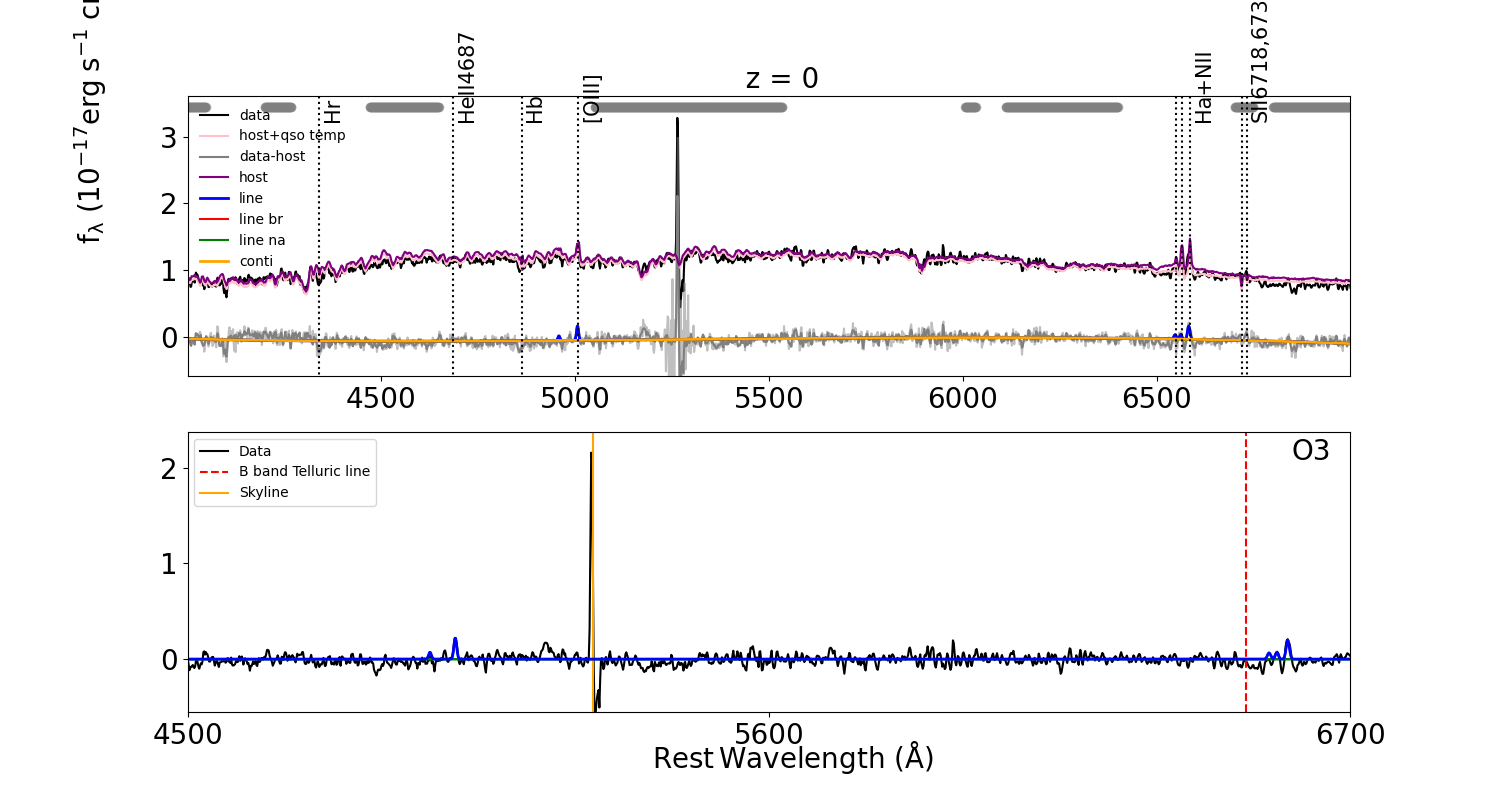 z = 0
f_λ (10^−17 erg s^−1
Hr
HeII4687
Hb
[OIII]
Ha+NII
SII6718,673
data
host+qso temp
data-host
host
line
line br
line na
conti
3
2
1
0
4500 5000 5500 6000 6500
O3
Data
B band Telluric line
Skyline
2
1
0
4500 5600 6700
Rest Wavelength (Å)